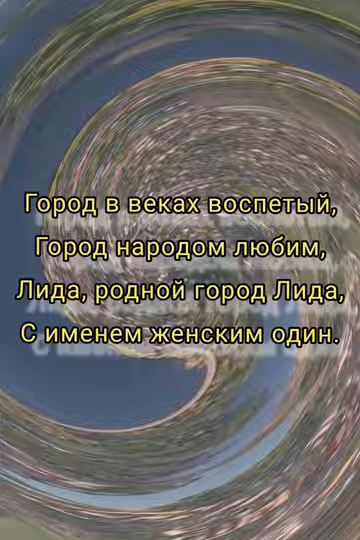 Город в веках воспетый,
Город народом любим,
Лида, родной город Лида,
С именем женским один.